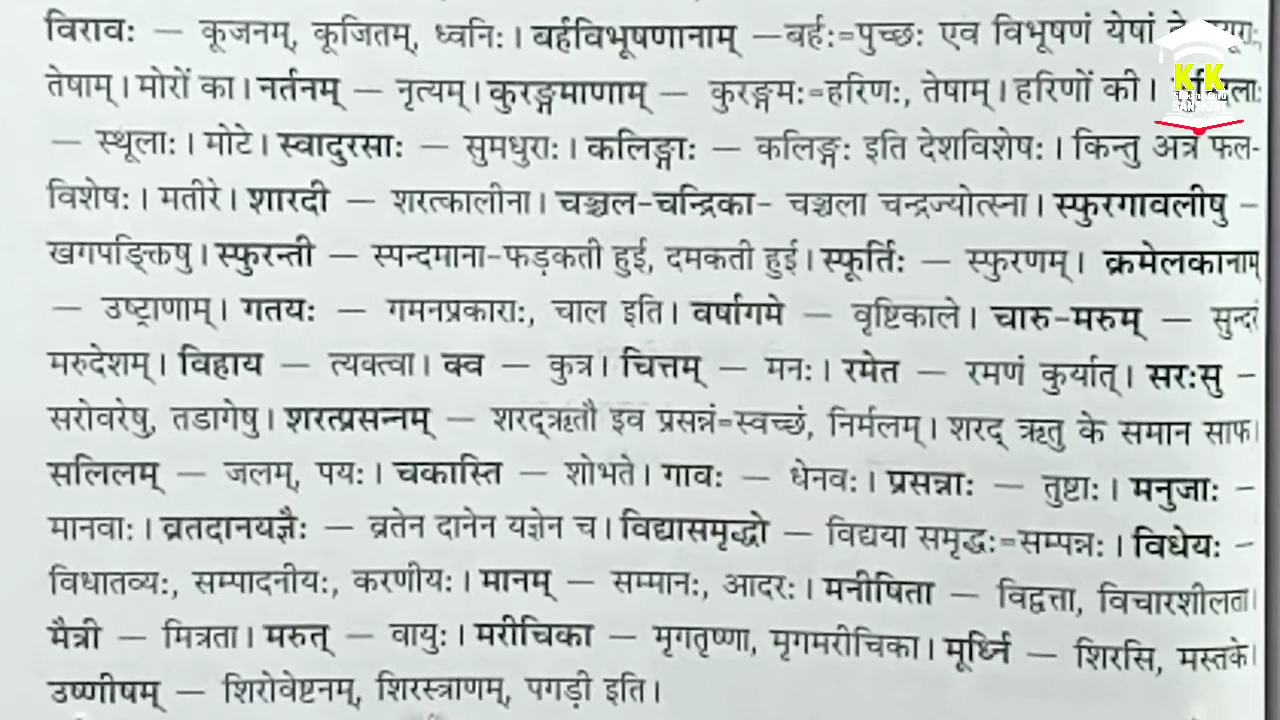 विरावः — कूजनम्, कूजितम्, ध्वनिः। बर्हविभूषणानाम् —बर्हः=पुच्छः एव विभूषणं येषां
तेषाम्। मोरों का। नर्तनम् — नृत्यम्। कुरङ्गमाणाम् — कुरङ्गमः=हरिणः, तेषाम्। हरिणों की।
— स्थूलाः। मोटे। स्वादुरसाः — सुमधुराः। कलिङ्गाः — कलिङ्गः इति देशविशेषः। किन्तु अत्र फल-
विशेषः। मतीरे। शारदी — शरत्कालीना। चञ्चल-चन्द्रिका- चञ्चला चन्द्रज्योत्स्ना। स्फुरगावलीषु –
खगपङ्क्तिषु। स्फुरन्ती — स्पन्दमाना-फड़कती हुई, दमकती हुई। स्फूर्तिः — स्फुरणम्। क्रमेलकानाम्
— उष्ट्राणाम्। गतयः — गमनप्रकाराः, चाल इति। वर्षागमे — वृष्टिकाले। चारु-मरुम् —
मरुदेशम्। विहाय — त्यक्त्वा। क्व — कुत्र। चित्तम् — मनः। रमेत — रमणं कुर्यात्। सरःसु –
सरोवरेषु, तडागेषु। शरत्प्रसन्नम् — शरद्ऋतौ इव प्रसन्नं=स्वच्छं, निर्मलम्। शरद् ऋतु के समान साफ।
सलिलम् — जलम्, पयः। चकास्ति — शोभते। गावः — धेनवः। प्रसन्नाः — तुष्टाः। मनुजाः –
मानवाः। व्रतदानयज्ञैः — व्रतेन दानेन यज्ञेन च। विद्यासमृद्धो — विद्यया समृद्धः=सम्पन्नः। विधेयः –
विधातव्यः, सम्पादनीयः, करणीयः। मानम् — सम्मानः, आदरः। मनीषिता — विद्वत्ता, विचारशीलता।
मैत्री — मित्रता। मरुत् — वायुः। मरीचिका — मृगतृष्णा, मृगमरीचिका। मूर्ध्नि — शिरसि, मस्तके।
उष्णीषम् — शिरोवेष्टनम्, शिरस्त्राणम्, पगड़ी इति।
KK
SANSKRIT